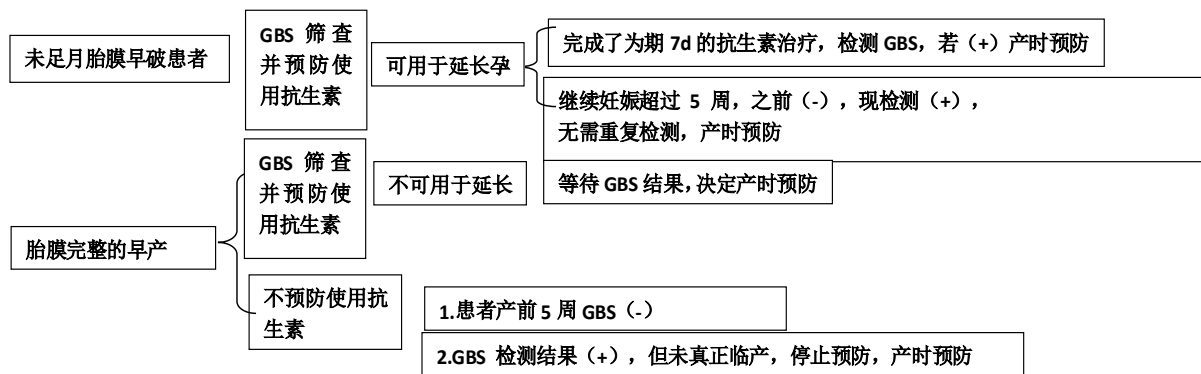 未足月胎膜早破患者
GBS 筛查
并预防使
用抗生素
可用于延长孕
完成了为期 7d 的抗生素治疗，检测 GBS，若（+）产时预防
继续妊娠超过 5 周，之前（-），现检测（+），
无需重复检测，产时预防
胎膜完整的早产
GBS 筛查
并预防使
用抗生素
不可用于延长
等待 GBS 结果，决定产时预防
不预防使用抗
生素
1.患者产前 5 周 GBS（-）
2.GBS 检测结果（+），但未真正临产，停止预防，产时预防